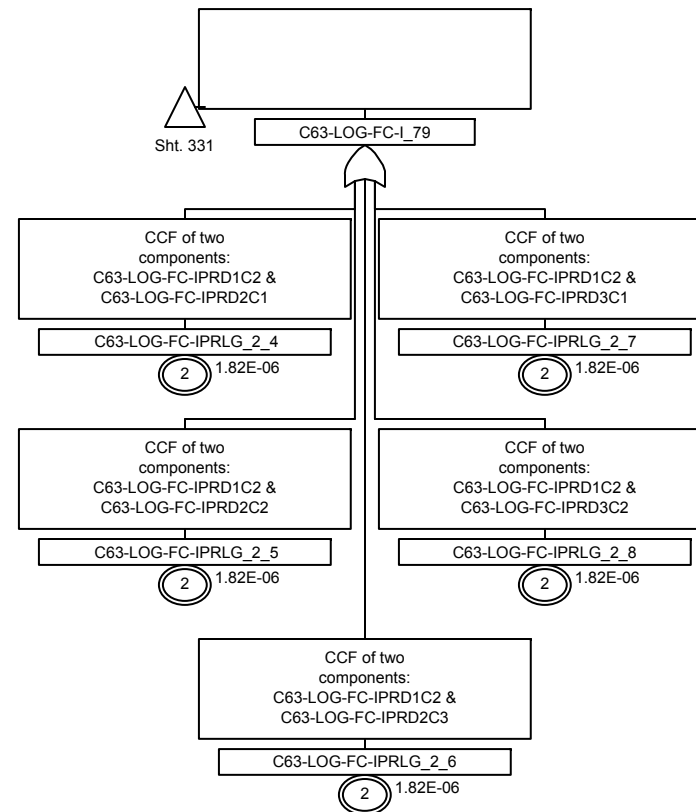 Sht. 331
C63-LOG-FC-I_79
CCF of two
components:
C63-LOG-FC-IPRD1C2 &
C63-LOG-FC-IPRD2C1
C63-LOG-FC-IPRLG_2_4
2
1.82E-06
CCF of two
components:
C63-LOG-FC-IPRD1C2 &
C63-LOG-FC-IPRD3C1
C63-LOG-FC-IPRLG_2_7
2
1.82E-06
CCF of two
components:
C63-LOG-FC-IPRD1C2 &
C63-LOG-FC-IPRD2C2
C63-LOG-FC-IPRLG_2_5
2
1.82E-06
CCF of two
components:
C63-LOG-FC-IPRD1C2 &
C63-LOG-FC-IPRD3C2
C63-LOG-FC-IPRLG_2_8
2
1.82E-06
CCF of two
components:
C63-LOG-FC-IPRD1C2 &
C63-LOG-FC-IPRD2C3
C63-LOG-FC-IPRLG_2_6
2
1.82E-06